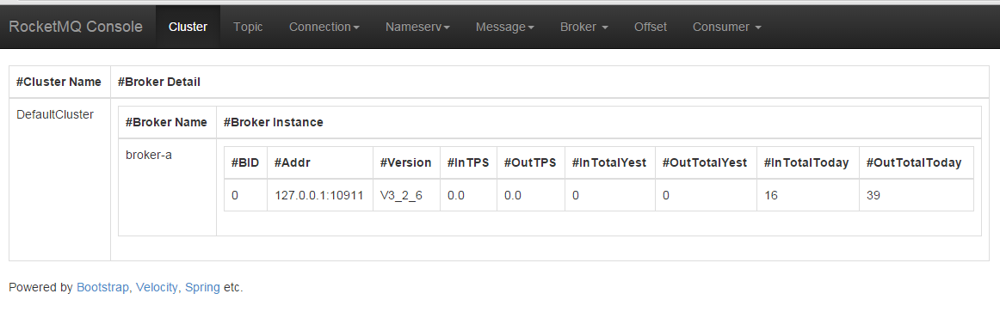 RocketMQ Console Cluster Topic Connection Nameserv Message Broker Offset Consumer
#Cluster Name #Broker Detail
DefaultCluster
#Broker Name #Broker Instance
broker-a
#BID #Addr #Version #InTPS #OutTPS #InTotalYest #OutTotalYest #InTotalToday #OutTotalToday
0 127.0.0.1:10911 V3_2_6 0.0 0.0 0 0 16 39
Powered by Bootstrap, Velocity, Spring etc.